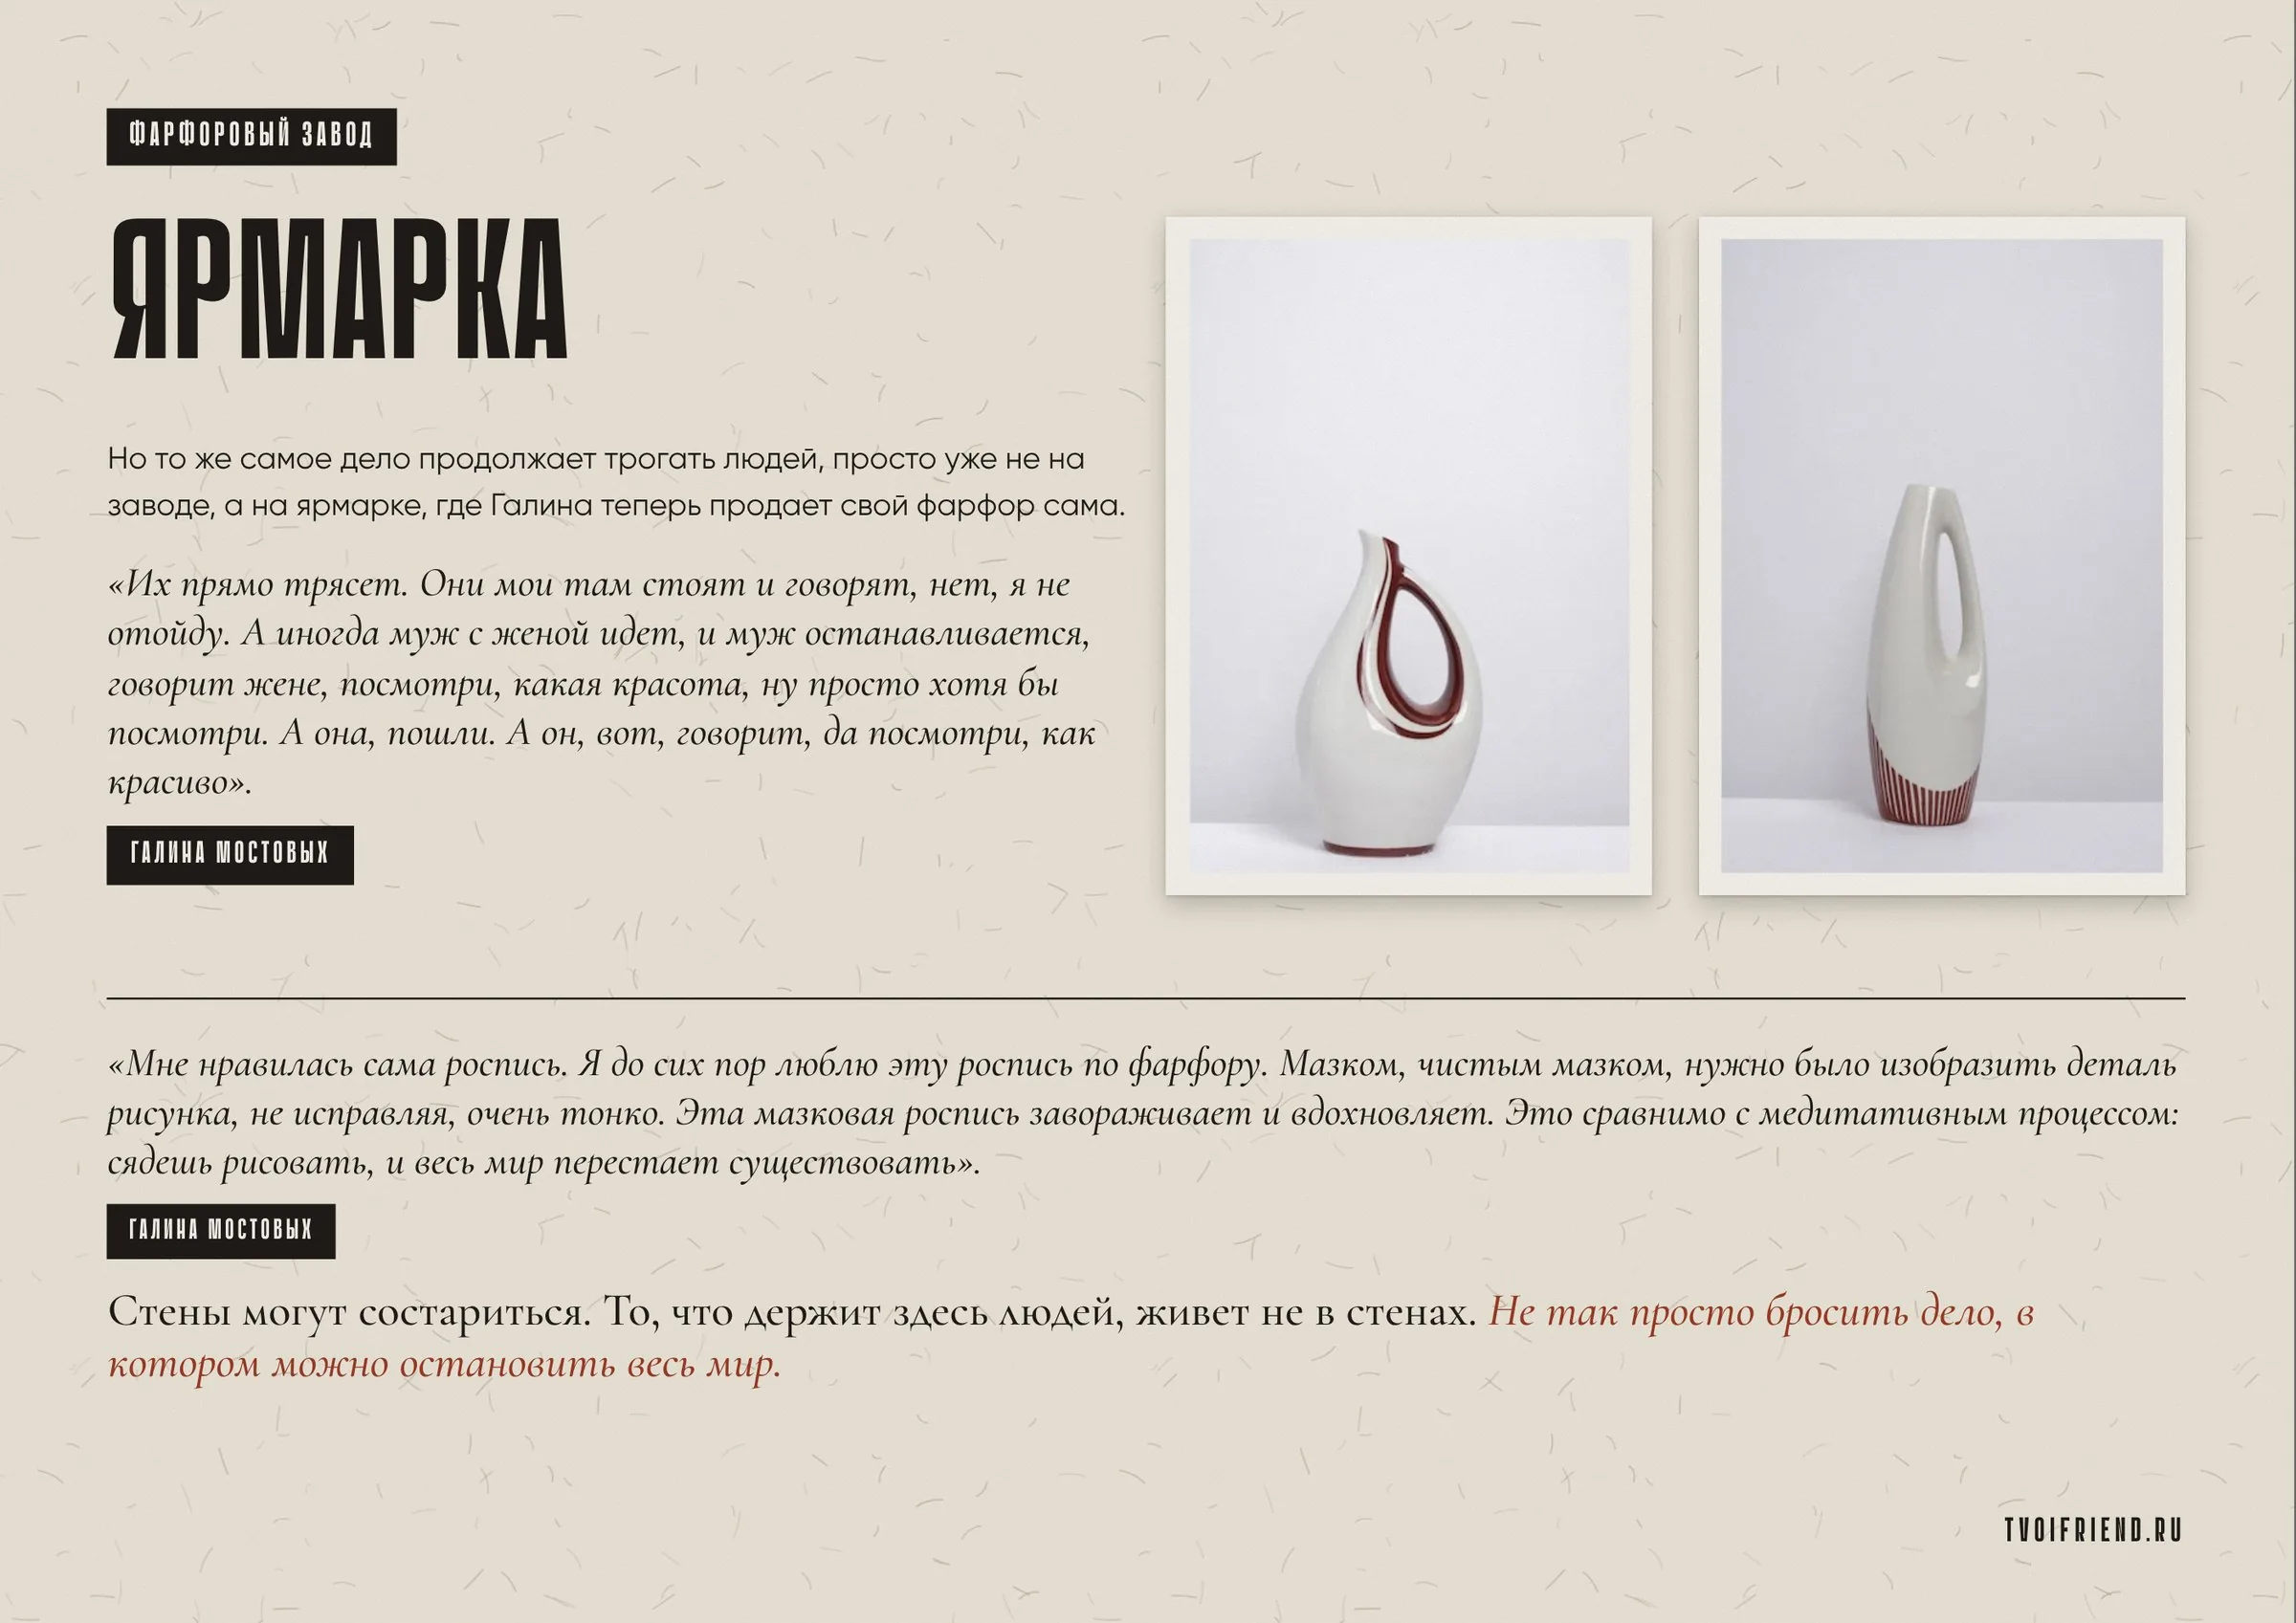 ФАРФОРОВЫЙ ЗАВОД
ЯРМАРКА
Но то же самое дело продолжает трогать людей, просто уже не на
заводе, а на ярмарке, где Галина теперь продает свой фарфор сама.
«Их прямо трясет. Они мои там стоят и говорят, нет, я не
отойду. А иногда муж с женой идет, и муж останавливается,
говорит жене, посмотри, какая красота, ну просто хотя бы
посмотри. А она, пошли. А он, вот, говорит, да посмотри, как
красиво».
ГАЛИНА МОСТОВЫХ
«Мне нравилась сама роспись. Я до сих пор люблю эту роспись по фарфору. Мазком, чистым мазком, нужно было изобразить деталь
рисунка, не исправляя, очень тонко. Эта мазковая роспись завораживает и вдохновляет. Это сравнимо с медитативным процессом:
сядешь рисовать, и весь мир перестает существовать».
ГАЛИНА МОСТОВЫХ
Стены могут состариться. То, что держит здесь людей, живет не в стенах. Не так просто бросить дело, в
котором можно остановить весь мир.
TVOIFRIEND.RU